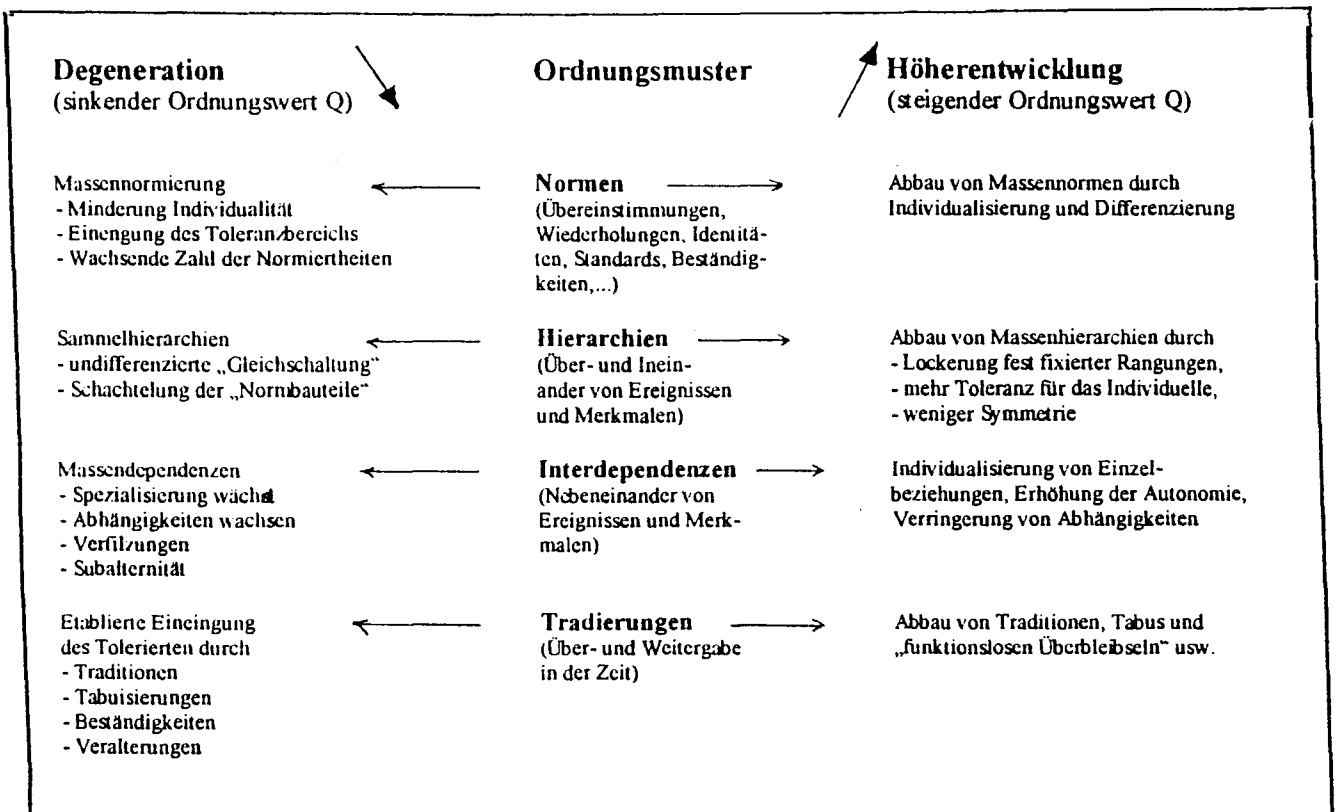 Degeneration
(sinkender Ordnungswert Q)
Ordnungsmuster
Höherentwicklung
(steigender Ordnungswert Q)
Massennormierung
- Minderung Individualität
- Einengung des Toleranzbereichs
- Wachsende Zahl der Normiertheiten
Normen
(Übereinstimmungen,
Wiederholungen, Identitä-
ten, Standards, Beständig-
keiten,...)
Abbau von Massennormen durch
Individualisierung und Differenzierung
Sammelhierarchien
- undifferenzierte „Gleichschaltung“
- Schachtelung der „Normbauteile“
Hierarchien
(Über- und Inein-
ander von Ereignissen
und Merkmalen)
Abbau von Massenhierarchien durch
- Lockerung fest fixierter Rangungen,
- mehr Toleranz für das Individuelle,
- weniger Symmetrie
Massendependenzen
- Spezialisierung wächst
- Abhängigkeiten wachsen
- Verfilzungen
- Subalternität
Interdependenzen
(Nebeneinander von
Ereignissen und Merk-
malen)
Individualisierung von Einzel-
beziehungen, Erhöhung der Autonomie,
Verringerung von Abhängigkeiten
Etablierte Eineingung
des Tolerierten durch
- Traditionen
- Tabuisierungen
- Beständigkeiten
- Veralterungen
Tradierungen
(Über- und Weitergabe
in der Zeit)
Abbau von Traditionen, Tabus und
„funktionslosen Überbleibseln“ usw.